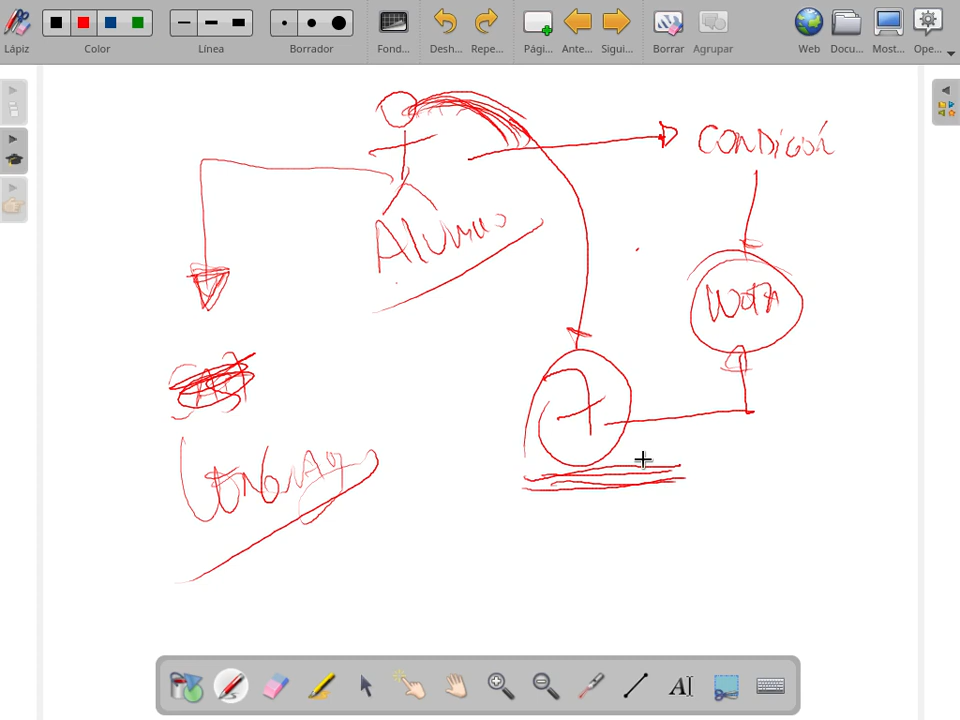 Lápiz
Color
Línea
Borrador
Fond...
Desh...
Repe...
Pági...
Ante...
Sigui...
Borrar
Agrupar
Web
Docu...
Most...
Ope...
CONDICIÓN
Alumno
NOTA